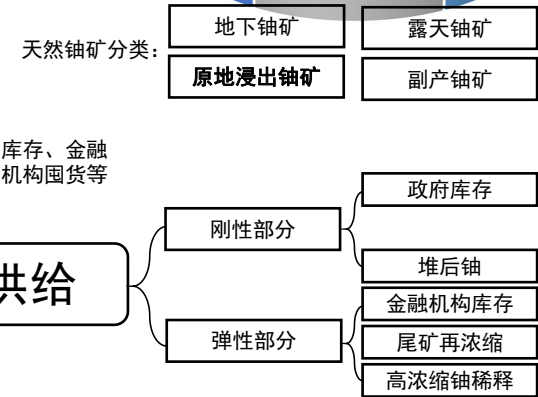 地下铀矿
露天铀矿
天然铀矿分类：
原地浸出铀矿
副产铀矿
库存、金融
机构囤货等
政府库存
刚性部分
堆后铀
供给
金融机构库存
弹性部分
尾矿再浓缩
高浓缩铀稀释